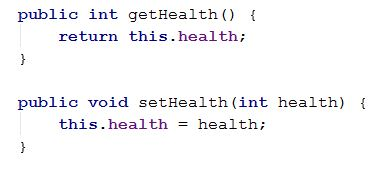 public int getHealth() {
    return this.health;
}

public void setHealth(int health) {
    this.health = health;
}